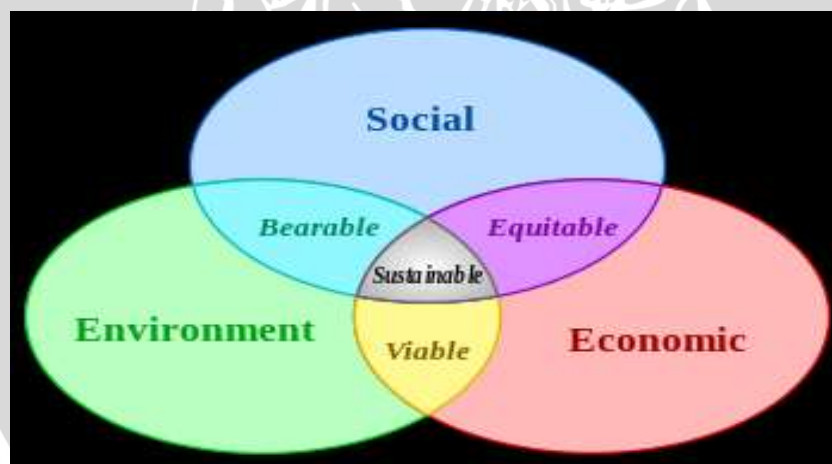 Social
Bearable
Equitable
Sustainable
Environment
Economic
Viable